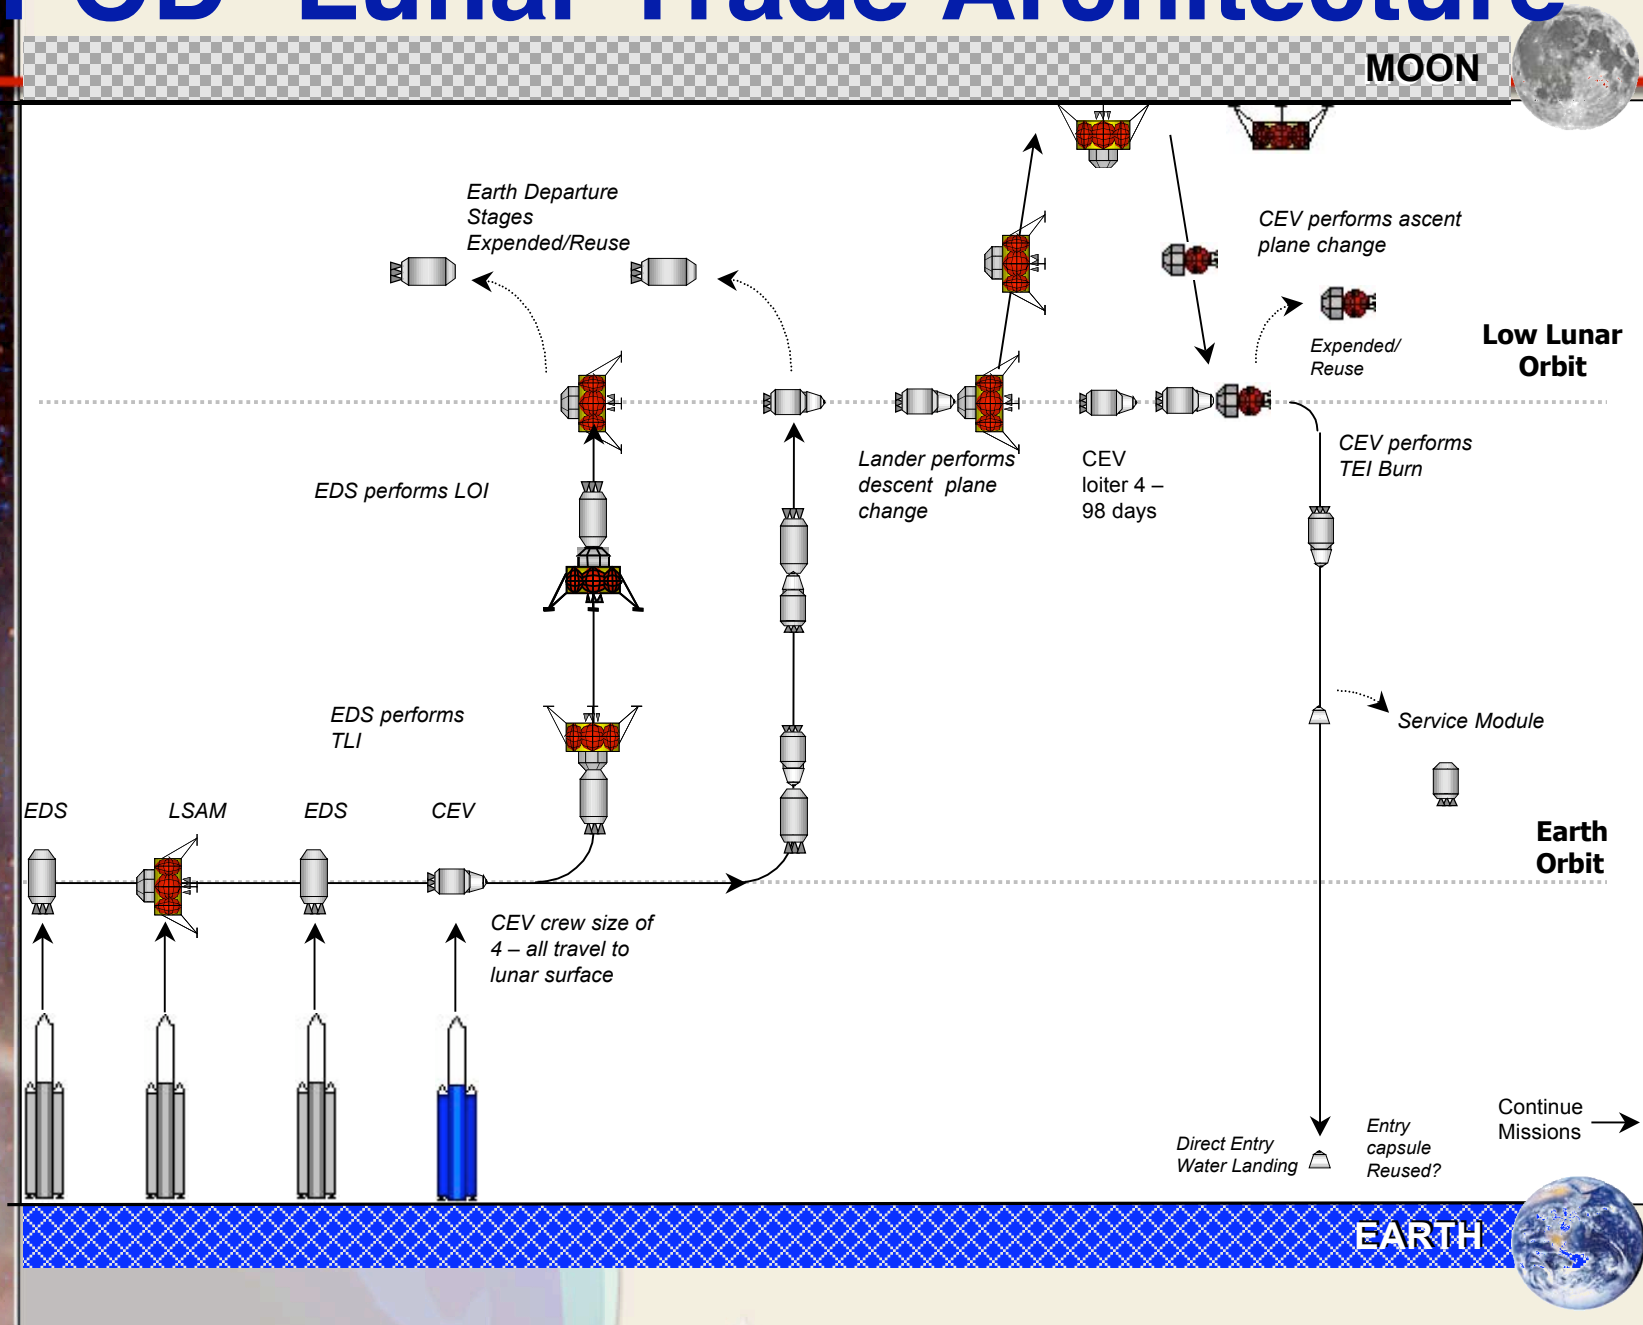 Lunar Trade Architecture
MOON
Earth Departure
Stages
Expended/Reuse
CEV performs ascent
plane change
Expended/
Reuse
Low Lunar
Orbit
CEV performs
TEI Burn
Lander performs
descent plane
change
CEV
loiter 4 –
98 days
EDS performs LOI
EDS performs
TLI
Service Module
EDS
LSAM
EDS
CEV
Earth
Orbit
CEV crew size of
4 – all travel to
lunar surface
Continue
Missions
Direct Entry
Water Landing
Entry
capsule
Reused?
EARTH